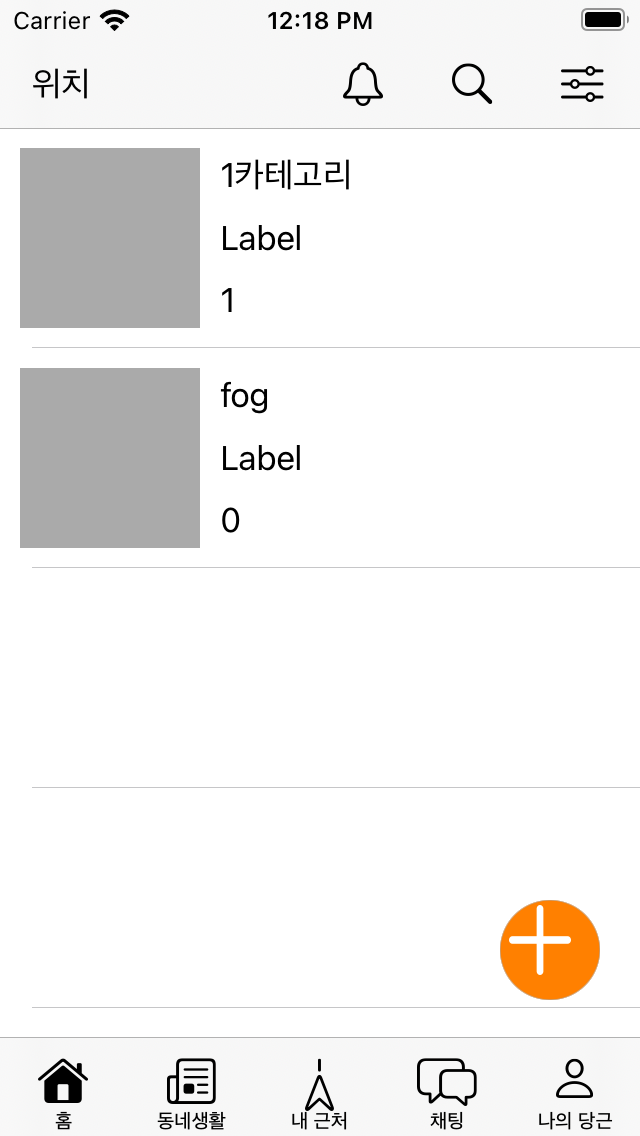 Carrier 12:18 PM
위치
1카테고리
Label
1
fog
Label
0
홈 동네생활 내 근처 채팅 나의 당근